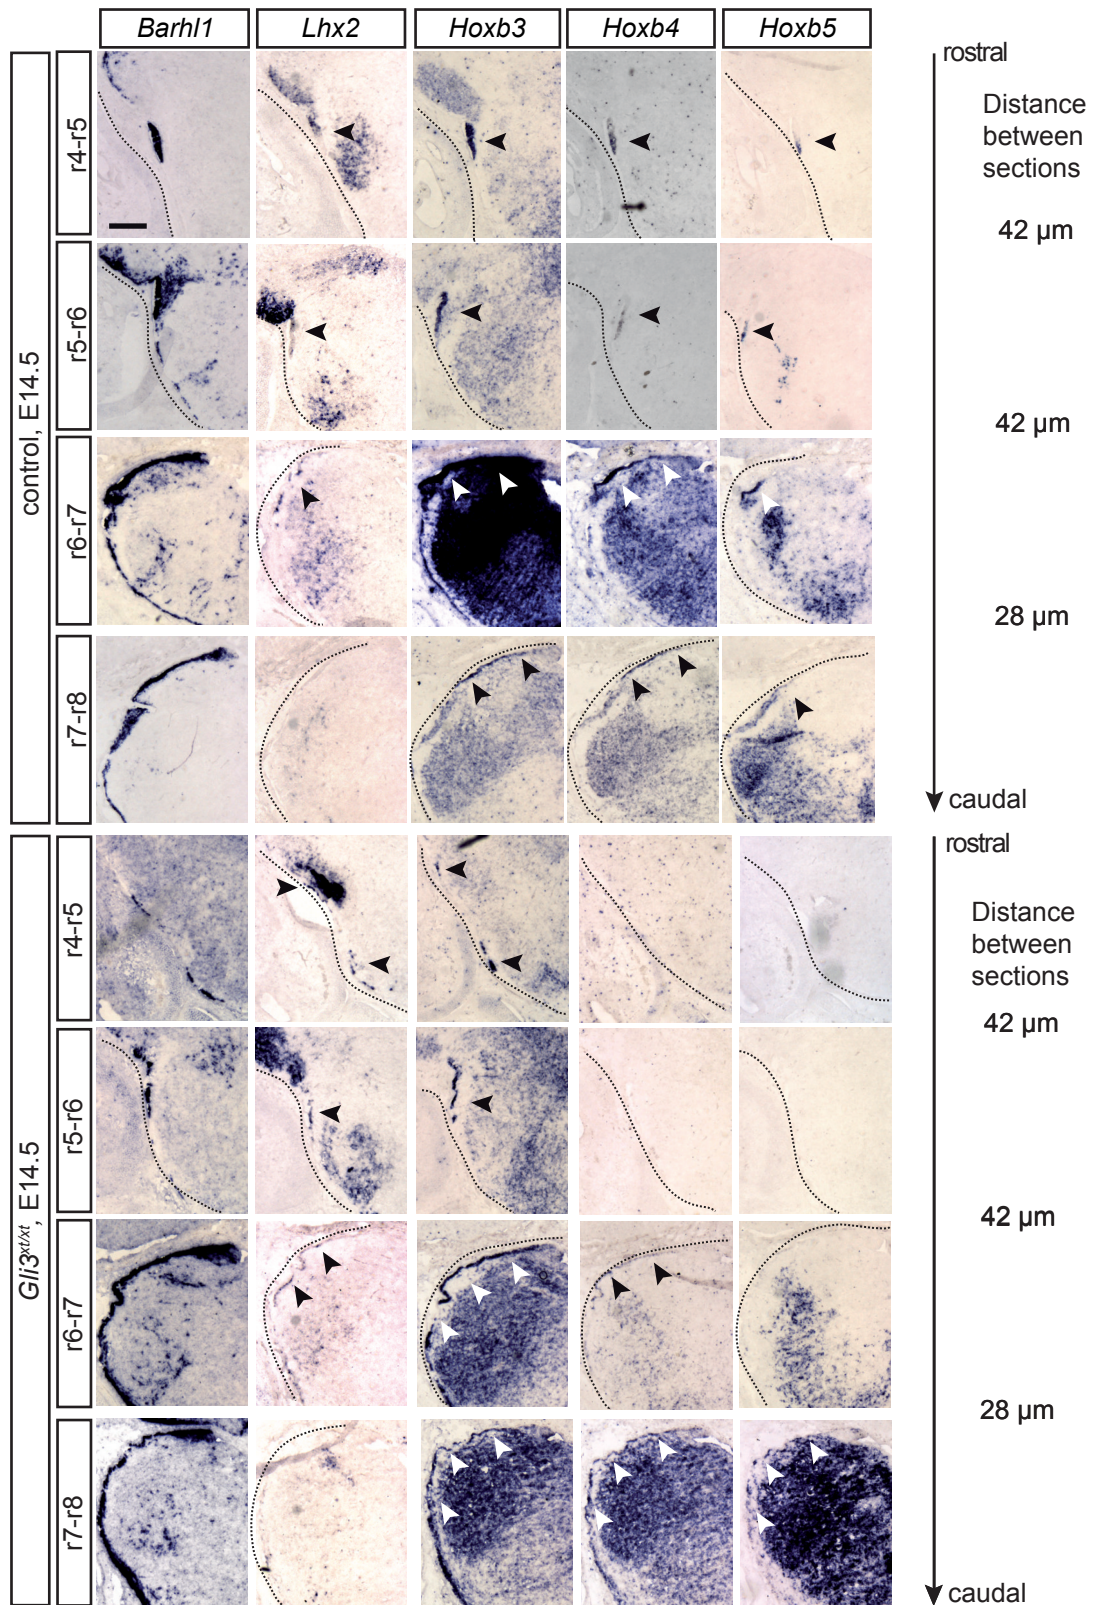 Barhl1
Lhx2
Hoxb3
Hoxb4
Hoxb5
control, E14.5
r4-r5
r5-r6
r6-r7
r7-r8
rostral
Distance
between
sections
42 µm
42 µm
28 µm
caudal
Gli3xt/xt, E14.5
r4-r5
r5-r6
r6-r7
r7-r8
rostral
Distance
between
sections
42 µm
42 µm
28 µm
caudal